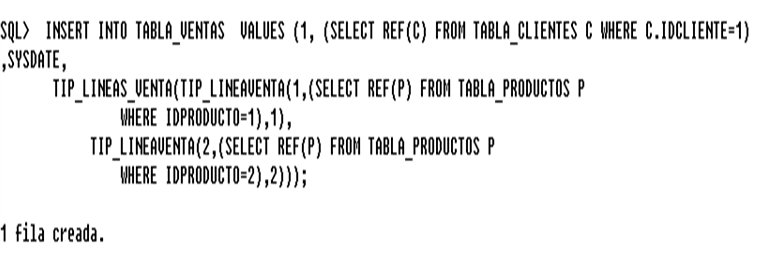 SQL> INSERT INTO TABLA_VENTAS VALUES (1, (SELECT REF(C) FROM TABLA_CLIENTES C WHERE C.IDCLIENTE=1)
,SYSDATE,
TIP_LINEAS_VENTA(TIP_LINEAVENTA(1,(SELECT REF(P) FROM TABLA_PRODUCTOS P
WHERE IDPRODUCTO=1),1),
TIP_LINEAVENTA(2,(SELECT REF(P) FROM TABLA_PRODUCTOS P
WHERE IDPRODUCTO=2),2)));
1 fila creada.